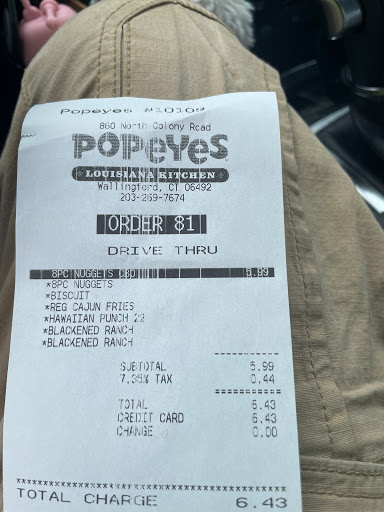 Popeyes #10109
860 North Colony Road
POPEYES
LOUISIANA KITCHEN
Wallingford, CT 06492
203-269-7674
ORDER 81
DRIVE THRU
8PC NUGGETS CBO 5.99
*8PC NUGGETS
*BISCUIT
*REG CAJUN FRIES
*HAWAIIAN PUNCH 22
*BLACKENED RANCH
*BLACKENED RANCH
SUBTOTAL 5.99
7.35% TAX 0.44
TOTAL 6.43
CREDIT CARD 6.43
CHANGE 0.00
TOTAL CHARGE 6.43